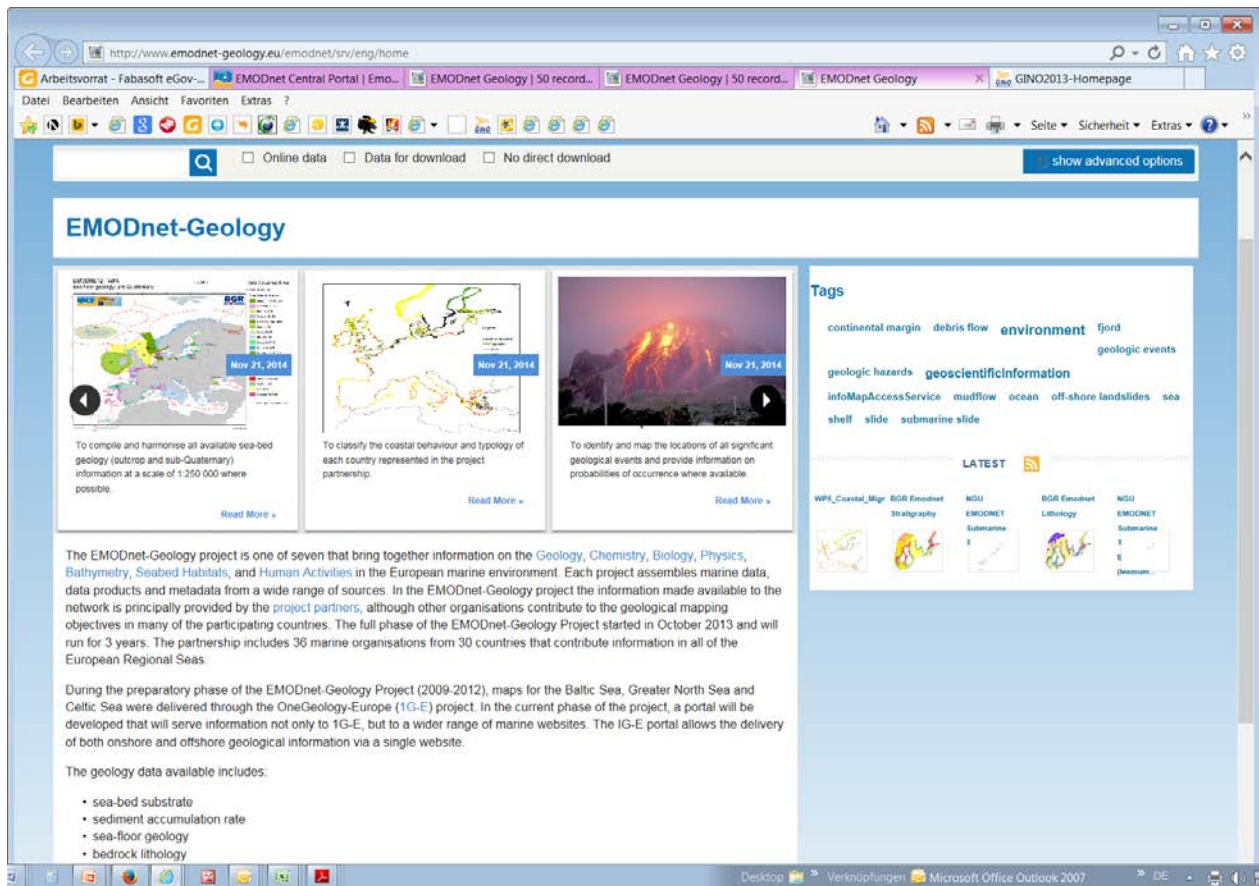 http://www.emodnet-geology.eu/emodnet/srv/eng/home
Arbeitsvorrat - Fabasoft eGov-... EMODnet Central Portal | Emo... EMODnet Geology | 50 record... EMODnet Geology | 50 record... EMODnet Geology GINO2013-Homepage
Datei Bearbeiten Ansicht Favoriten Extras ?
Seite Sicherheit Extras
Online data Data for download No direct download show advanced options
EMODnet-Geology
BGR
Nov 21, 2014
Nov 21, 2014
Nov 21, 2014
To compile and harmonise all available sea-bed
geology (outcrop and sub-Quaternary)
information at a scale of 1:250 000 where
possible.
Read More »
To classify the coastal behaviour and typology of
each country represented in the project
partnership.
Read More »
To identify and map the locations of all significant
geological events and provide information on
probabilities of occurrence where available.
Read More »
Tags
continental margin debris flow environment fjord
geologic events
geologic hazards geoscientificInformation
infoMapAccessService mudflow ocean off-shore landslides sea
shelf slide submarine slide
LATEST
WP5_Coastal_Migr
BGR Emodnet
Stratigraphy
NGU
EMODNET
Submarine
BGR Emodnet
Lithology
NGU
EMODNET
Submarine
The EMODnet-Geology project is one of seven that bring together information on the Geology, Chemistry, Biology, Physics,
Bathymetry, Seabed Habitats, and Human Activities in the European marine environment. Each project assembles marine data,
data products and metadata from a wide range of sources. In the EMODnet-Geology project the information made available to the
network is principally provided by the project partners, although other organisations contribute to the geological mapping
objectives in many of the participating countries. The full phase of the EMODnet-Geology Project started in October 2013 and will
run for 3 years. The partnership includes 36 marine organisations from 30 countries that contribute information in all of the
European Regional Seas.
During the preparatory phase of the EMODnet-Geology Project (2009-2012), maps for the Baltic Sea, Greater North Sea and
Celtic Sea were delivered through the OneGeology-Europe (1G-E) project. In the current phase of the project, a portal will be
developed that will serve information not only to 1G-E, but to a wider range of marine websites. The IG-E portal allows the delivery
of both onshore and offshore geological information via a single website.
The geology data available includes:
• sea-bed substrate
• sediment accumulation rate
• sea-floor geology
• bedrock lithology
Desktop » Verknüpfungen Microsoft Office Outlook 2007 » DE